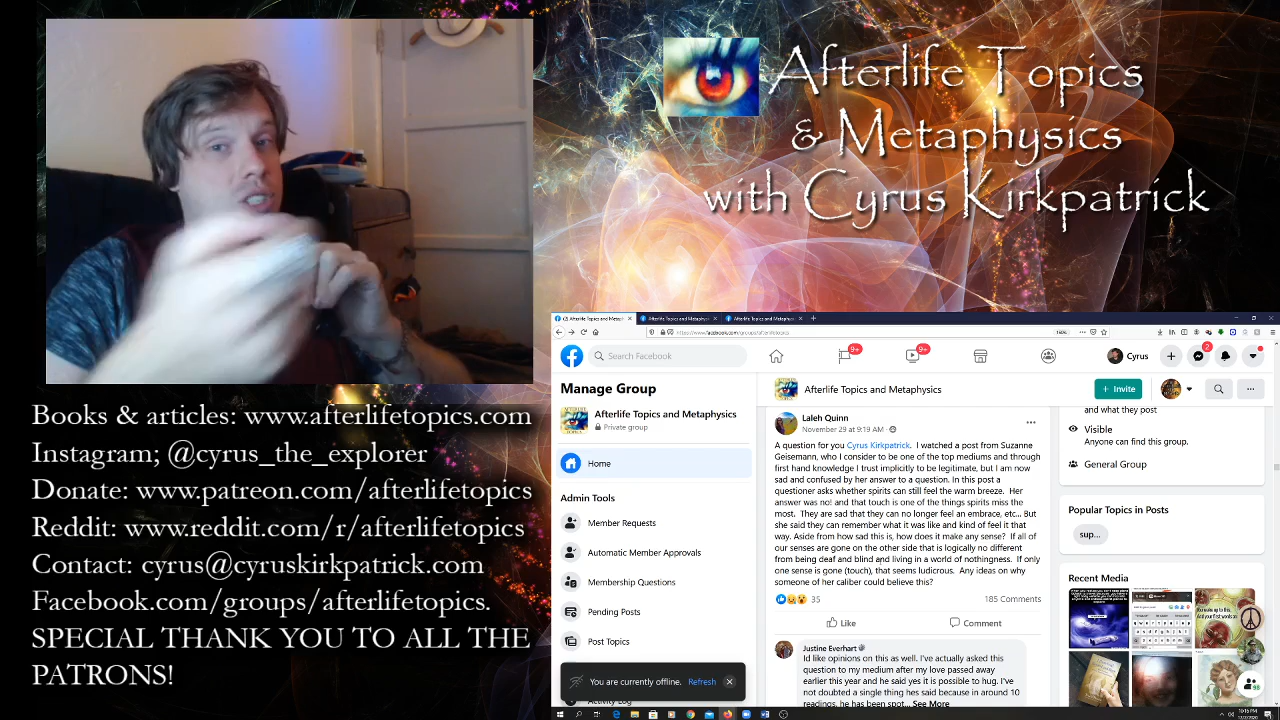 Afterlife Topics
& Metaphysics
with Cyrus Kirkpatrick
Books & articles: www.afterlifetopics.com
Instagram; @cyrus_the_explorer
Donate: www.patreon.com/afterlifetopics
Reddit: www.reddit.com/r/afterlifetopics
Contact: cyrus@cyruskirkpatrick.com
Facebook.com/groups/afterlifetopics.
SPECIAL THANK YOU TO ALL THE
PATRONS!
Search Facebook
9+
9+
Cyrus
2
Manage Group
Afterlife Topics and Metaphysics
Private group
Home
Admin Tools
Member Requests
Automatic Member Approvals
Membership Questions
Pending Posts
Post Topics
You are currently offline. Refresh
Activity Log
Afterlife Topics and Metaphysics
+ Invite
Laleh Quinn
November 29 at 9:19 AM
A question for you Cyrus Kirkpatrick. I watched a post from Suzanne
Geisemann, who I consider to be one of the top mediums and through
first hand knowledge I trust implicitly to be legitimate, but I am now
sad and confused by her answer to a question. In this post a
questioner asks whether spirits can still feel the warm breeze. Her
answer was no! and that touch is one of the things spirits miss the
most. They are sad that they can no longer feel an embrace, etc... But
she said they can remember what it was like and kind of feel it that
way. Aside from how sad this is, how does it make any sense? If all of
our senses are gone on the other side that is logically no different
from being deaf and blind and living in a world of nothingness. If only
one sense is gone (touch), that seems ludicrous. Any ideas on why
someone of her caliber could believe this?
35
185 Comments
Like
Comment
Justine Everhart
Id like opinions on this as well. I've actually asked this
question to my medium after my love passed away
earlier this year and he said yes it is possible to hug. I've
not doubted a single thing hes said because in around 10
readings, he has been spot... See More
and what they post
Visible
Anyone can find this group.
General Group
Popular Topics in Posts
sup...
Recent Media